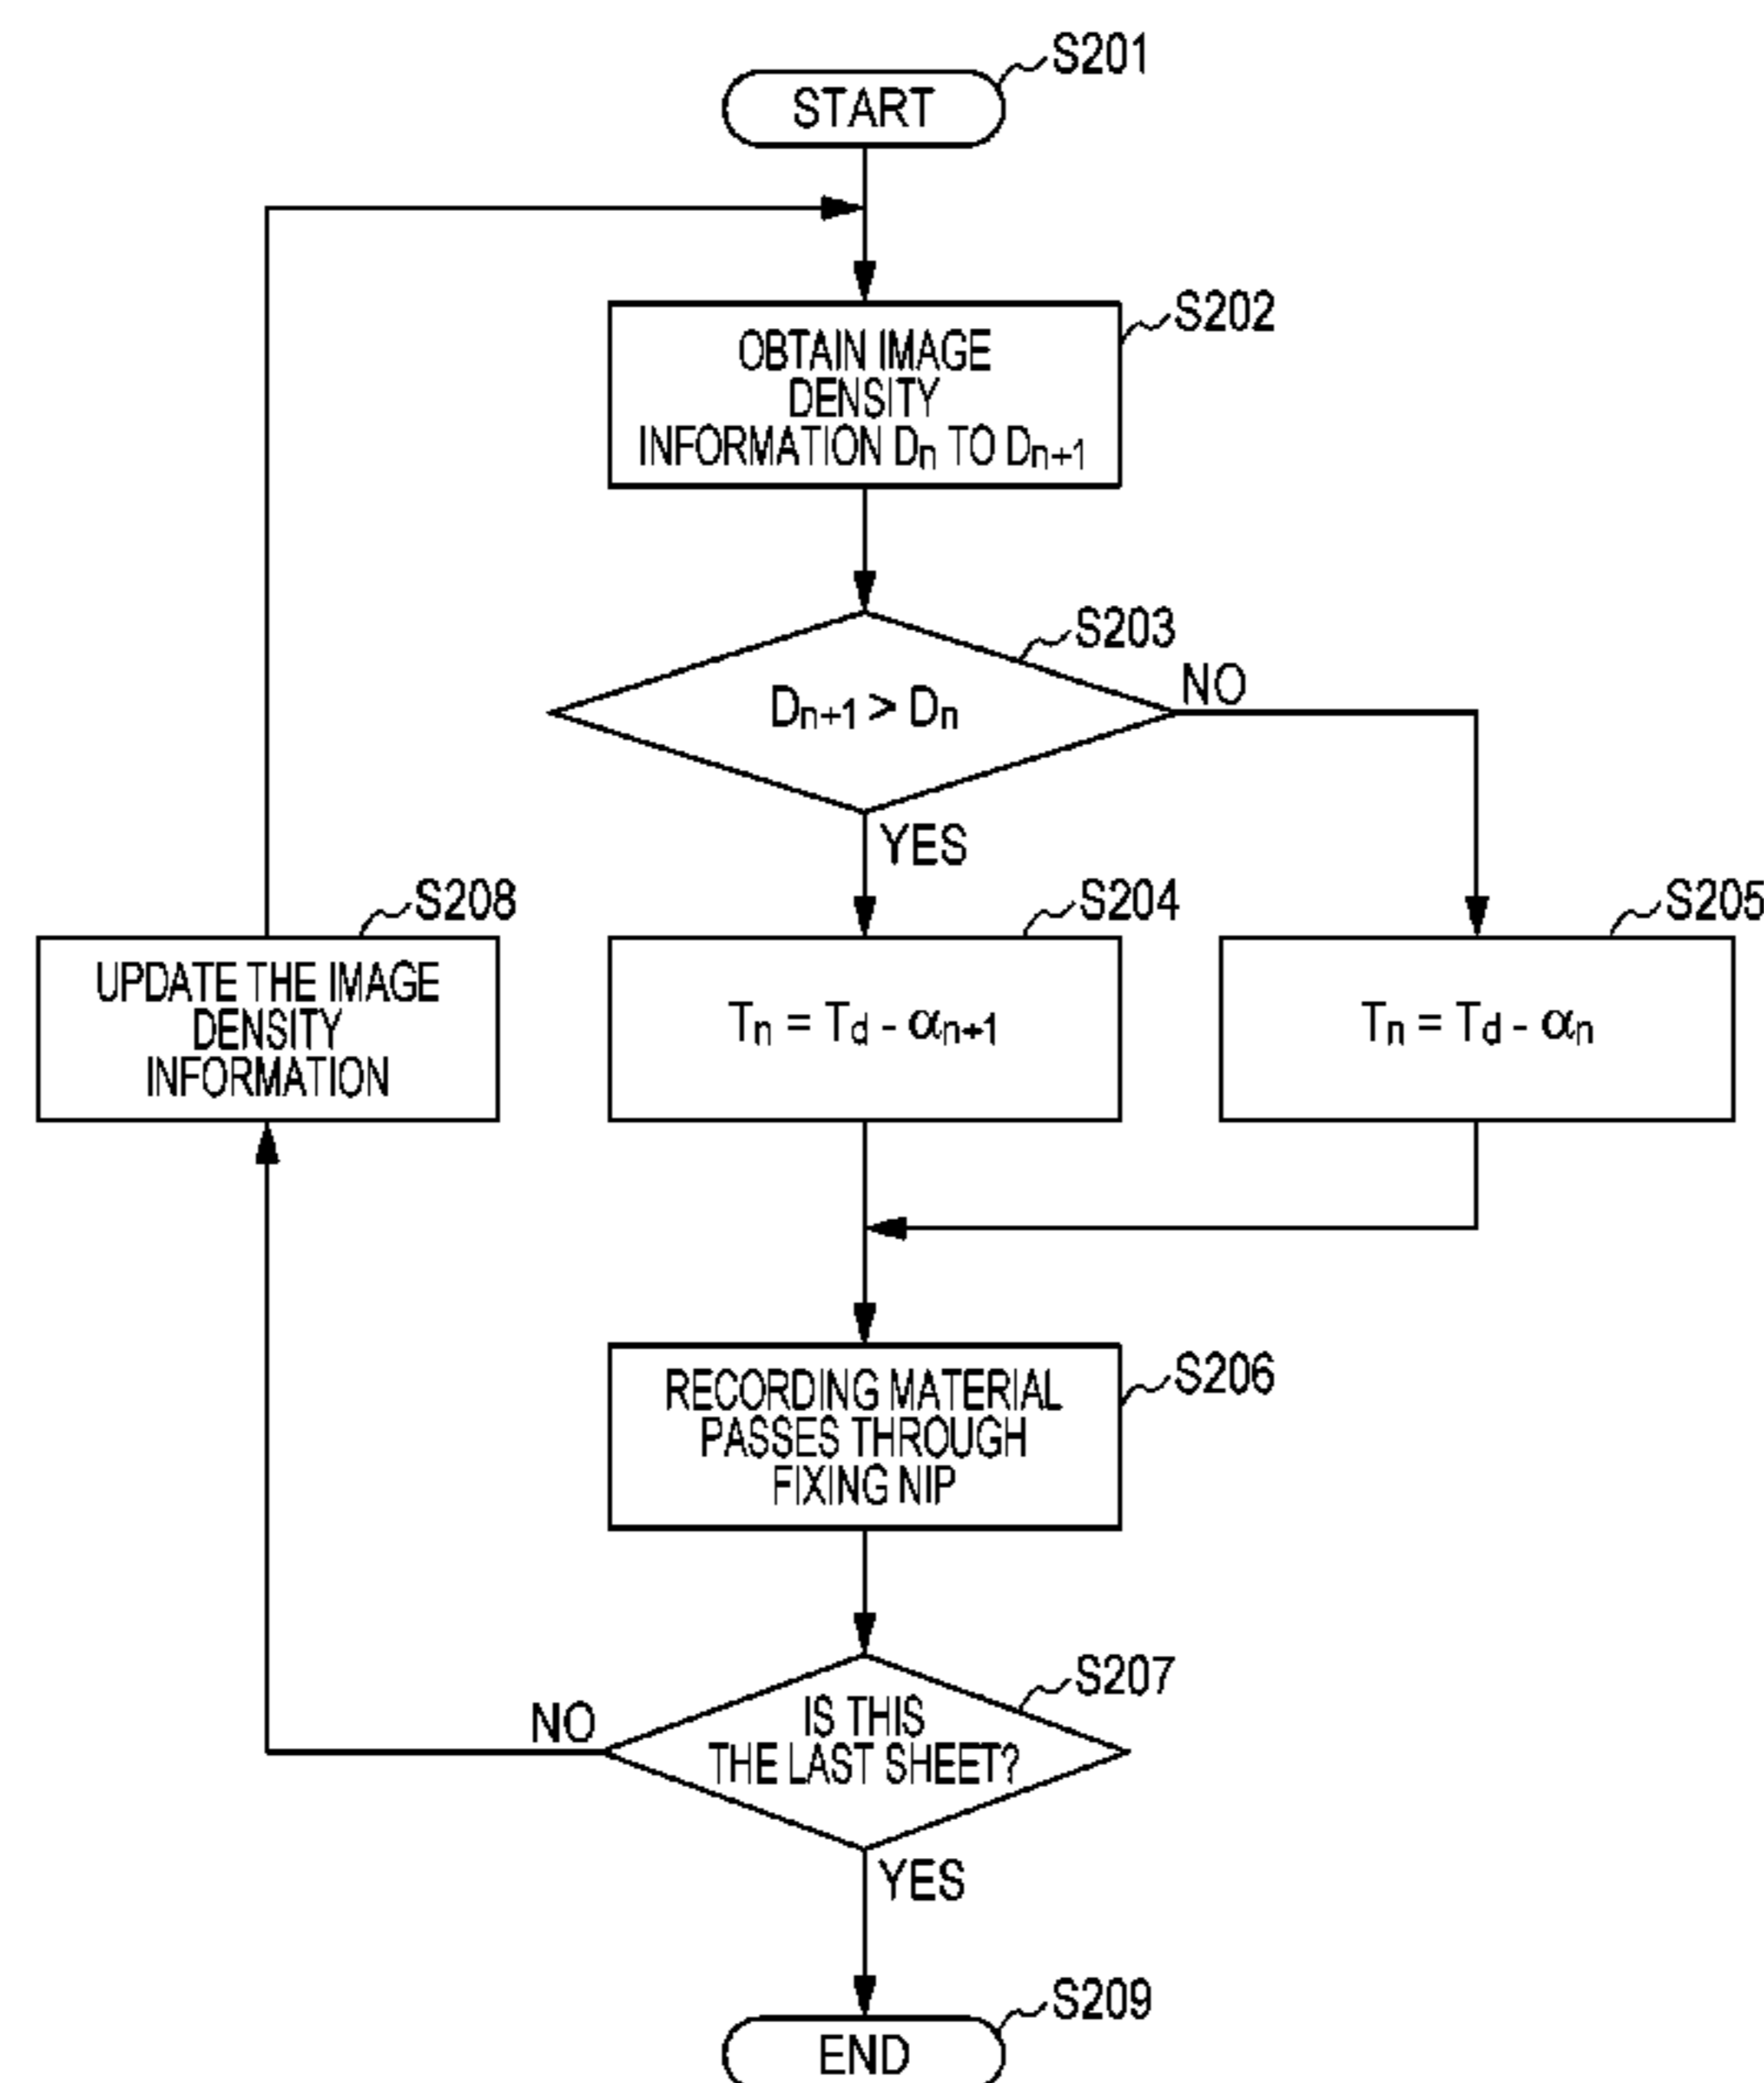 S201
START
S202
OBTAIN IMAGE
DENSITY
INFORMATION Dn TO Dn+1
S203
Dn+1 > Dn
NO
YES
S208
UPDATE THE IMAGE
DENSITY
INFORMATION
S204
Tn = Td - αn+1
S205
Tn = Td - αn
S206
RECORDING MATERIAL
PASSES THROUGH
FIXING NIP
S207
IS THIS
THE LAST SHEET?
NO
YES
S209
END